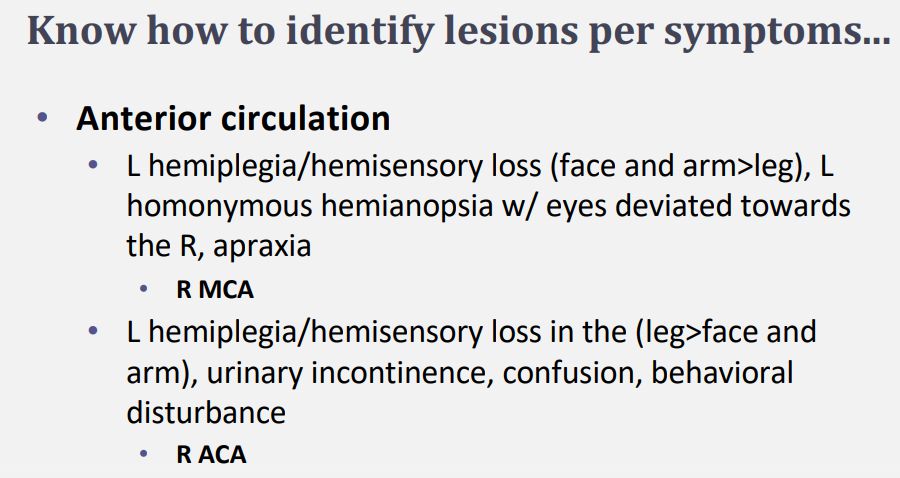 Know how to identify lesions per symptoms...
• Anterior circulation
• L hemiplegia/hemisensory loss (face and arm>leg), L
homonymous hemianopsia w/ eyes deviated towards
the R, apraxia
• R MCA
• L hemiplegia/hemisensory loss in the (leg>face and
arm), urinary incontinence, confusion, behavioral
disturbance
• R ACA